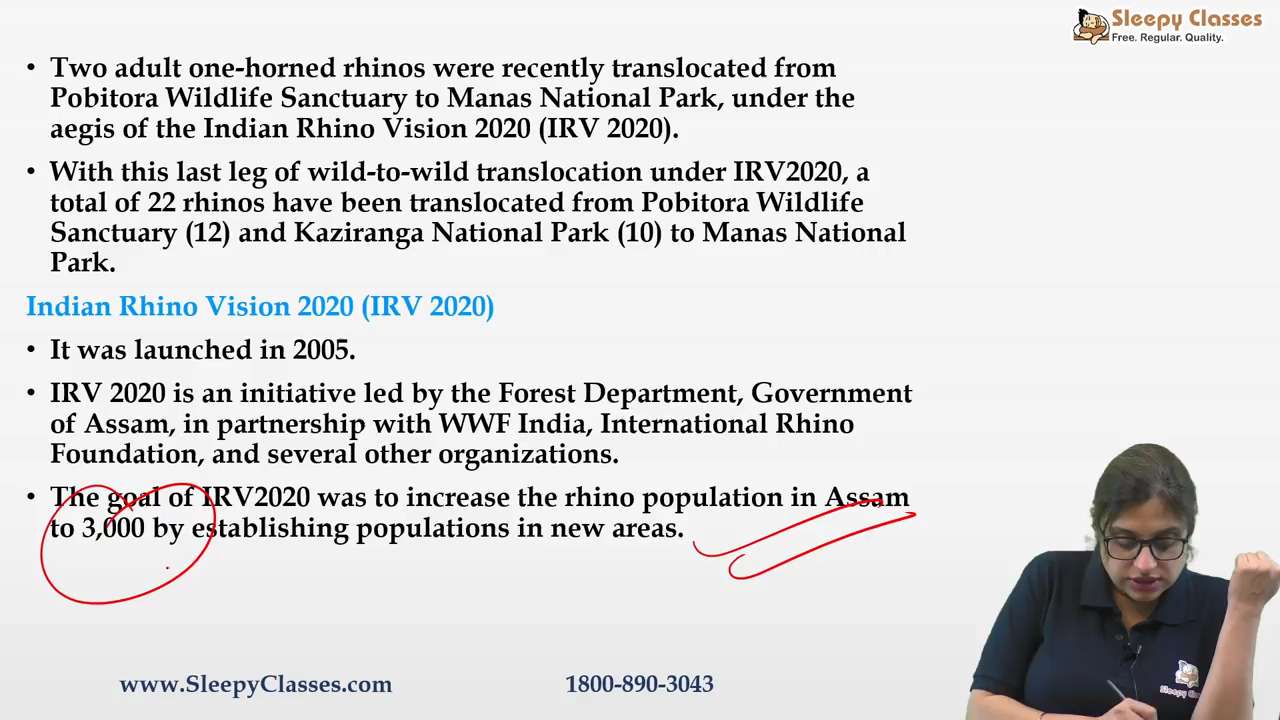 Sleepy Classes
Free. Regular. Quality.
• Two adult one-horned rhinos were recently translocated from
Pobitora Wildlife Sanctuary to Manas National Park, under the
aegis of the Indian Rhino Vision 2020 (IRV 2020).
• With this last leg of wild-to-wild translocation under IRV2020, a
total of 22 rhinos have been translocated from Pobitora Wildlife
Sanctuary (12) and Kaziranga National Park (10) to Manas National
Park.
Indian Rhino Vision 2020 (IRV 2020)
• It was launched in 2005.
• IRV 2020 is an initiative led by the Forest Department, Government
of Assam, in partnership with WWF India, International Rhino
Foundation, and several other organizations.
• The goal of IRV2020 was to increase the rhino population in Assam
to 3,000 by establishing populations in new areas.
www.SleepyClasses.com
1800-890-3043